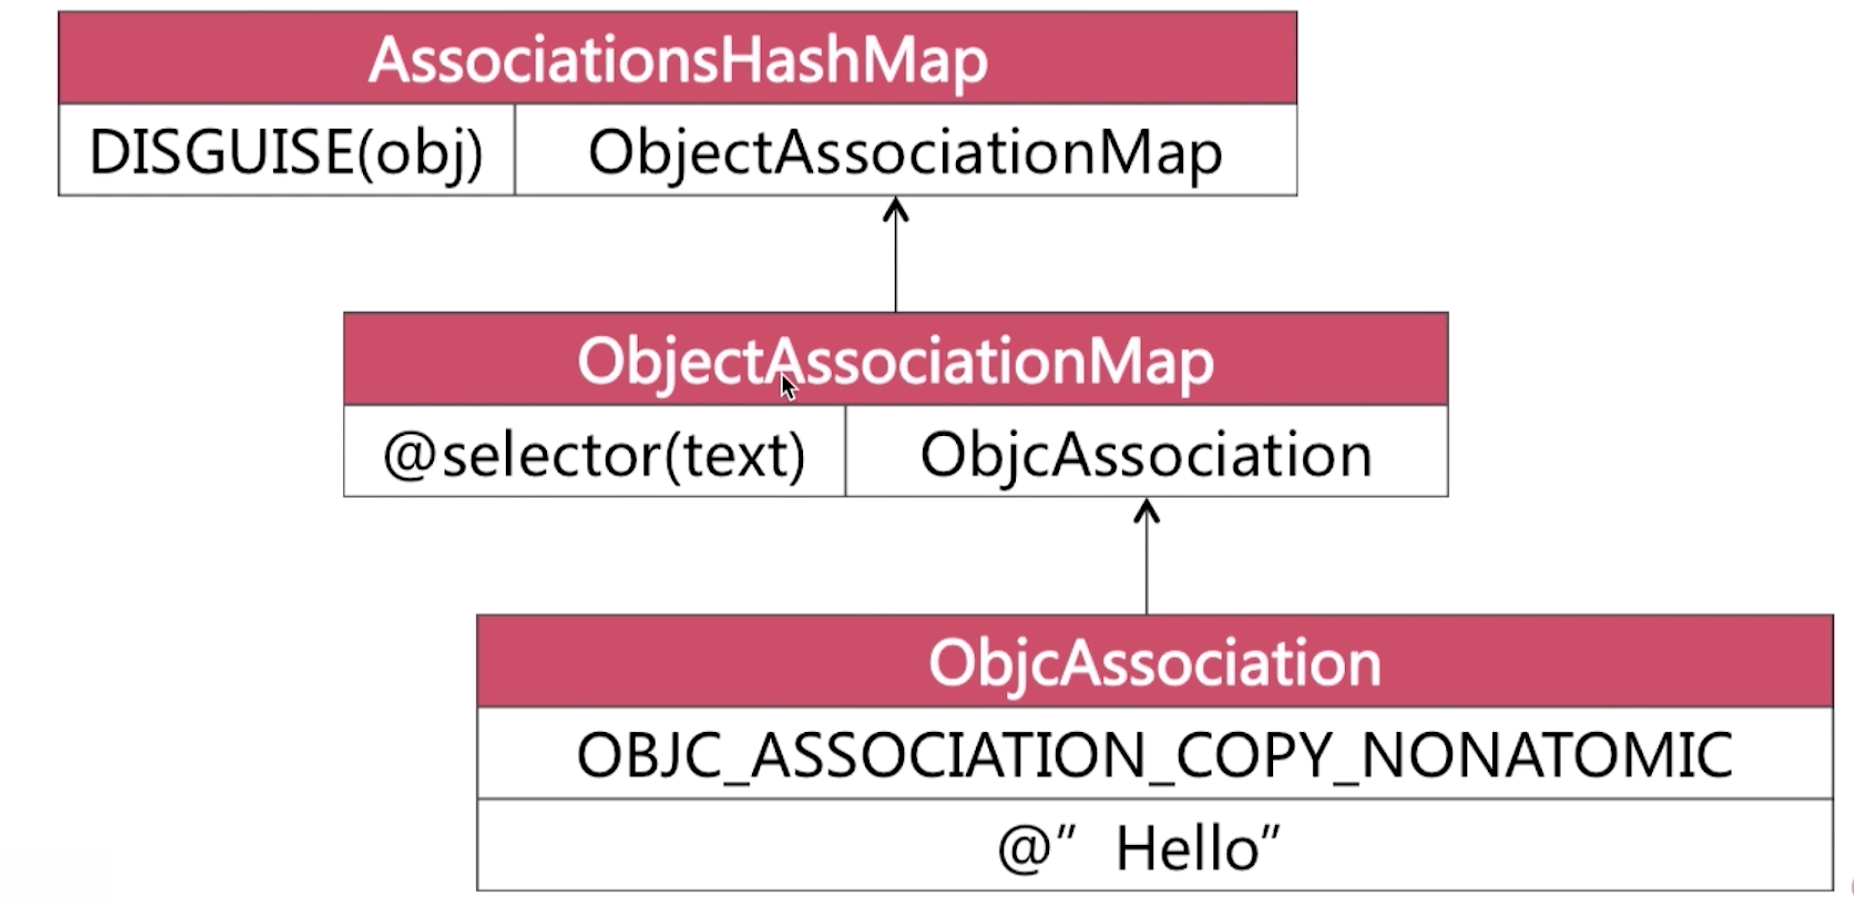 AssociationsHashMap
DISGUISE(obj) ObjectAssociationMap
ObjectAssociationMap
@selector(text) ObjcAssociation
ObjcAssociation
OBJC_ASSOCIATION_COPY_NONATOMIC
@” Hello”